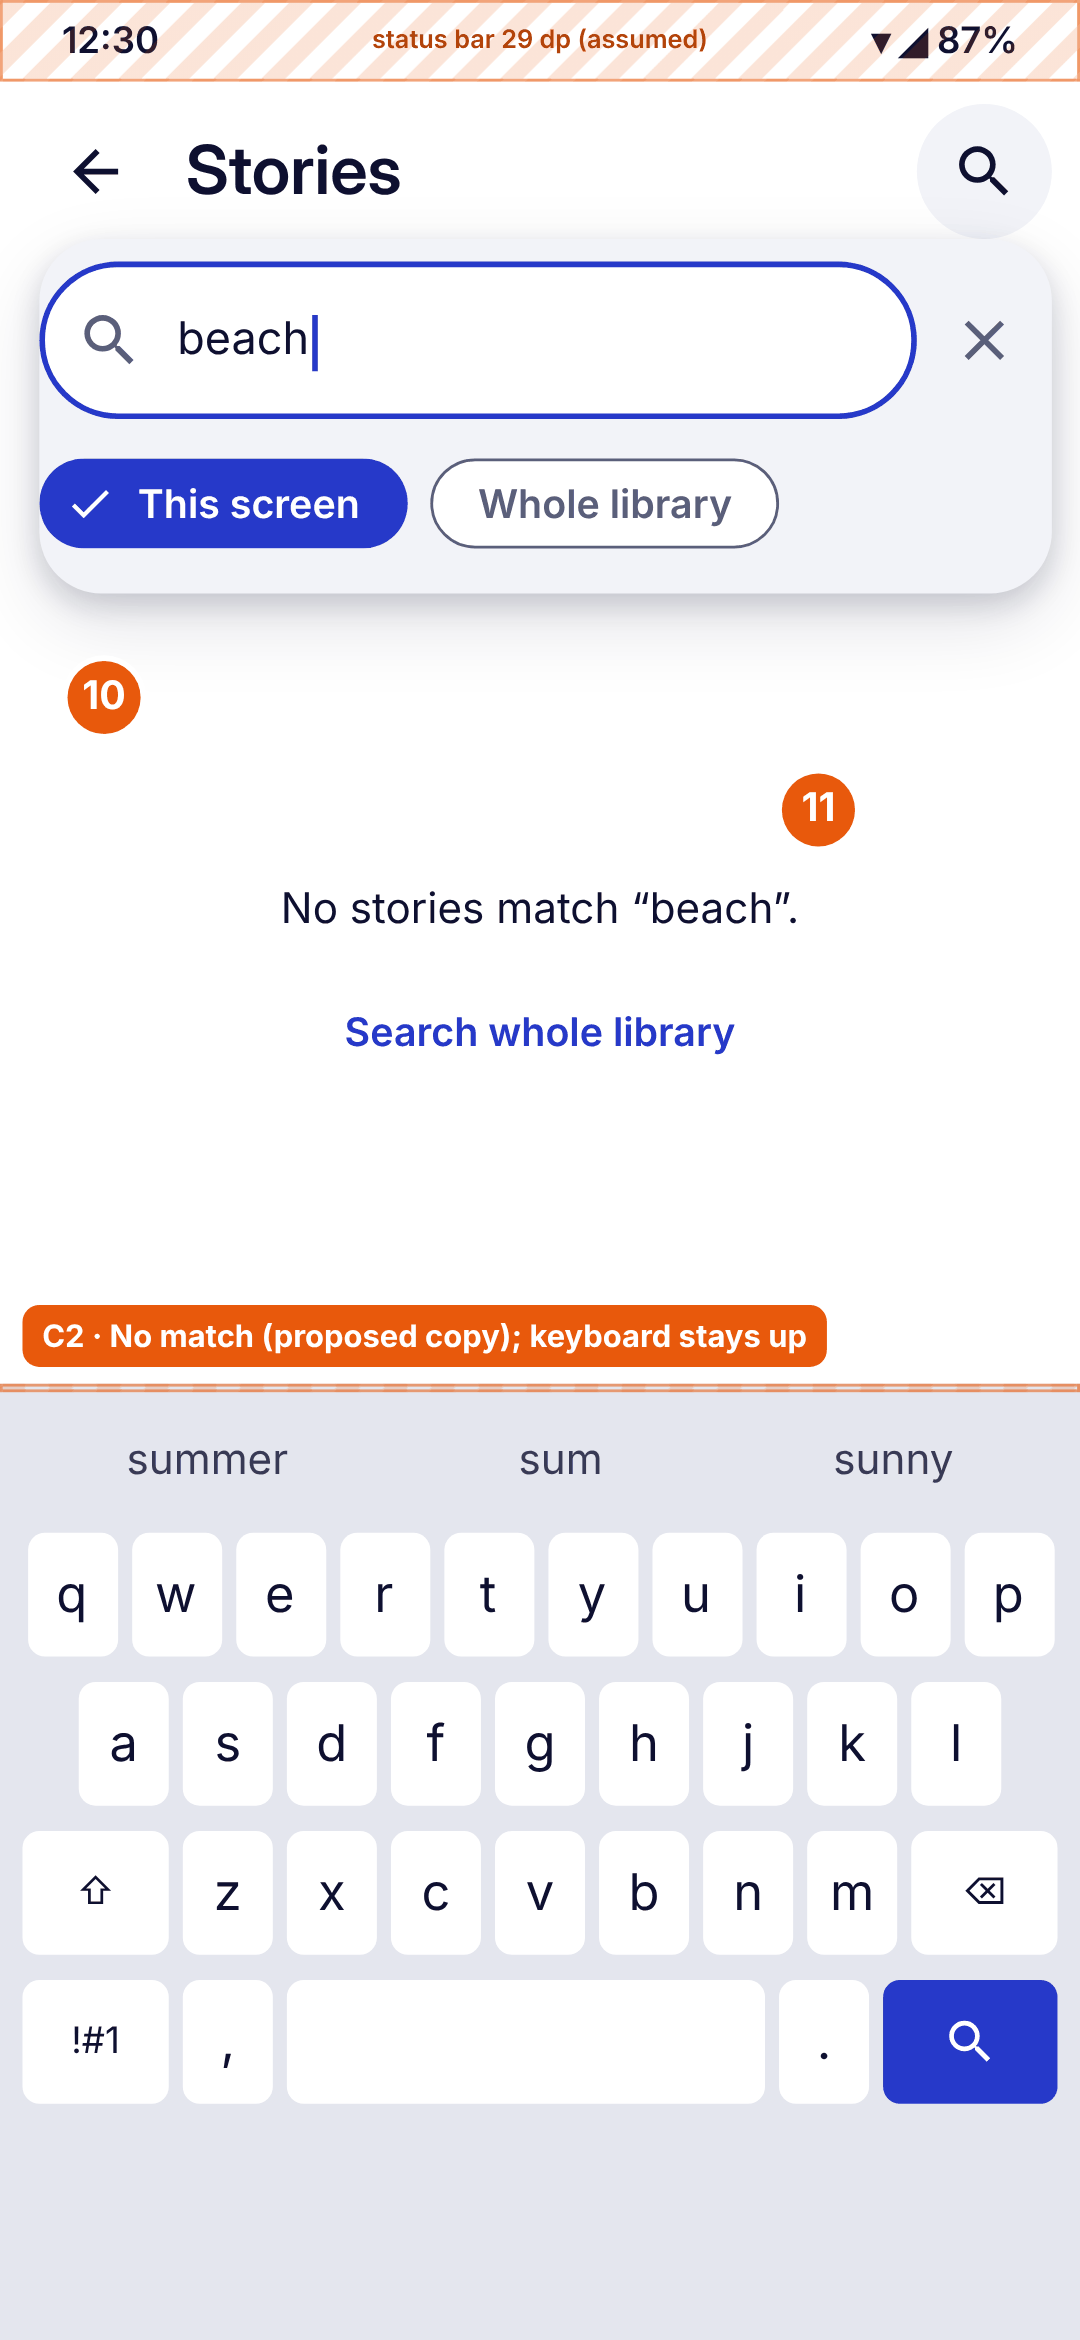 12:30 status bar 29 dp (assumed) 87%
Stories
beach
This screen Whole library
10
11
No stories match “beach”.
Search whole library
C2 · No match (proposed copy); keyboard stays up
summer sum sunny
q w e r t y u i o p
a s d f g h j k l
z x c v b n m
!#1 , .